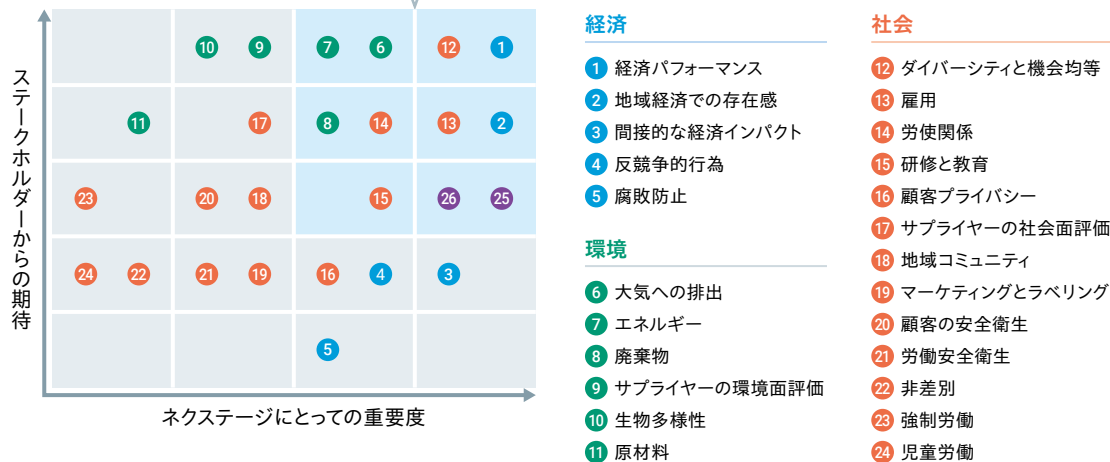 ステークホルダーからの期待
10 9 7 6 12 1
11 17 8 14 13 2
23 20 18 15 26 25
24 22 21 19 16 4 3
5
ネクステージにとっての重要度
経済
1 経済パフォーマンス
2 地域経済での存在感
3 間接的な経済インパクト
4 反競争的行為
5 腐敗防止
環境
6 大気への排出
7 エネルギー
8 廃棄物
9 サプライヤーの環境面評価
10 生物多様性
11 原材料
社会
12 ダイバーシティと機会均等
13 雇用
14 労使関係
15 研修と教育
16 顧客プライバシー
17 サプライヤーの社会面評価
18 地域コミュニティ
19 マーケティングとラベリング
20 顧客の安全衛生
21 労働安全衛生
22 非差別
23 強制労働
24 児童労働